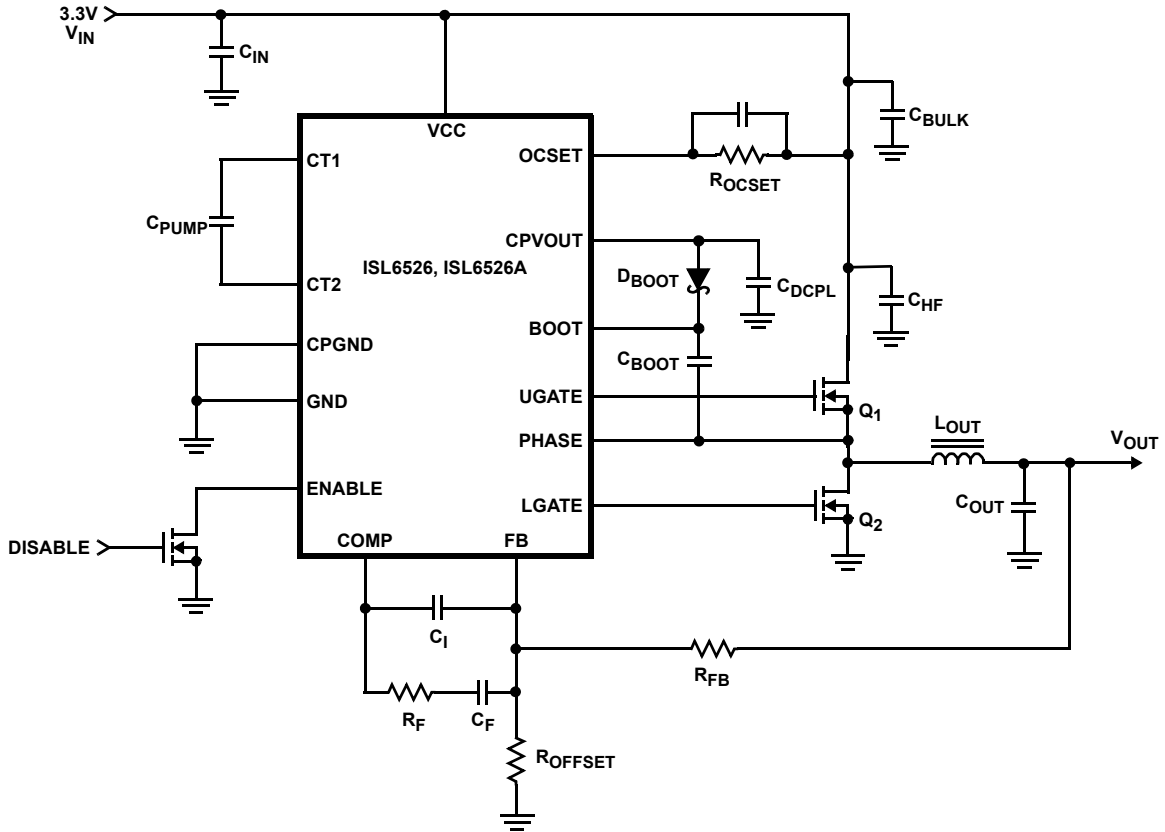 3.3V
VIN
CIN
VCC
CBULK
CT1
OCSET
ROCSET
CPUMP
CPVOUT
ISL6526, ISL6526A
DBOOT
CDCPL
CT2
CHF
BOOT
CBOOT
CPGND
UGATE
Q1
GND
LOUT
PHASE
VOUT
ENABLE
LGATE
COUT
Q2
DISABLE
COMP
FB
CI
RFB
RF
CF
ROFFSET